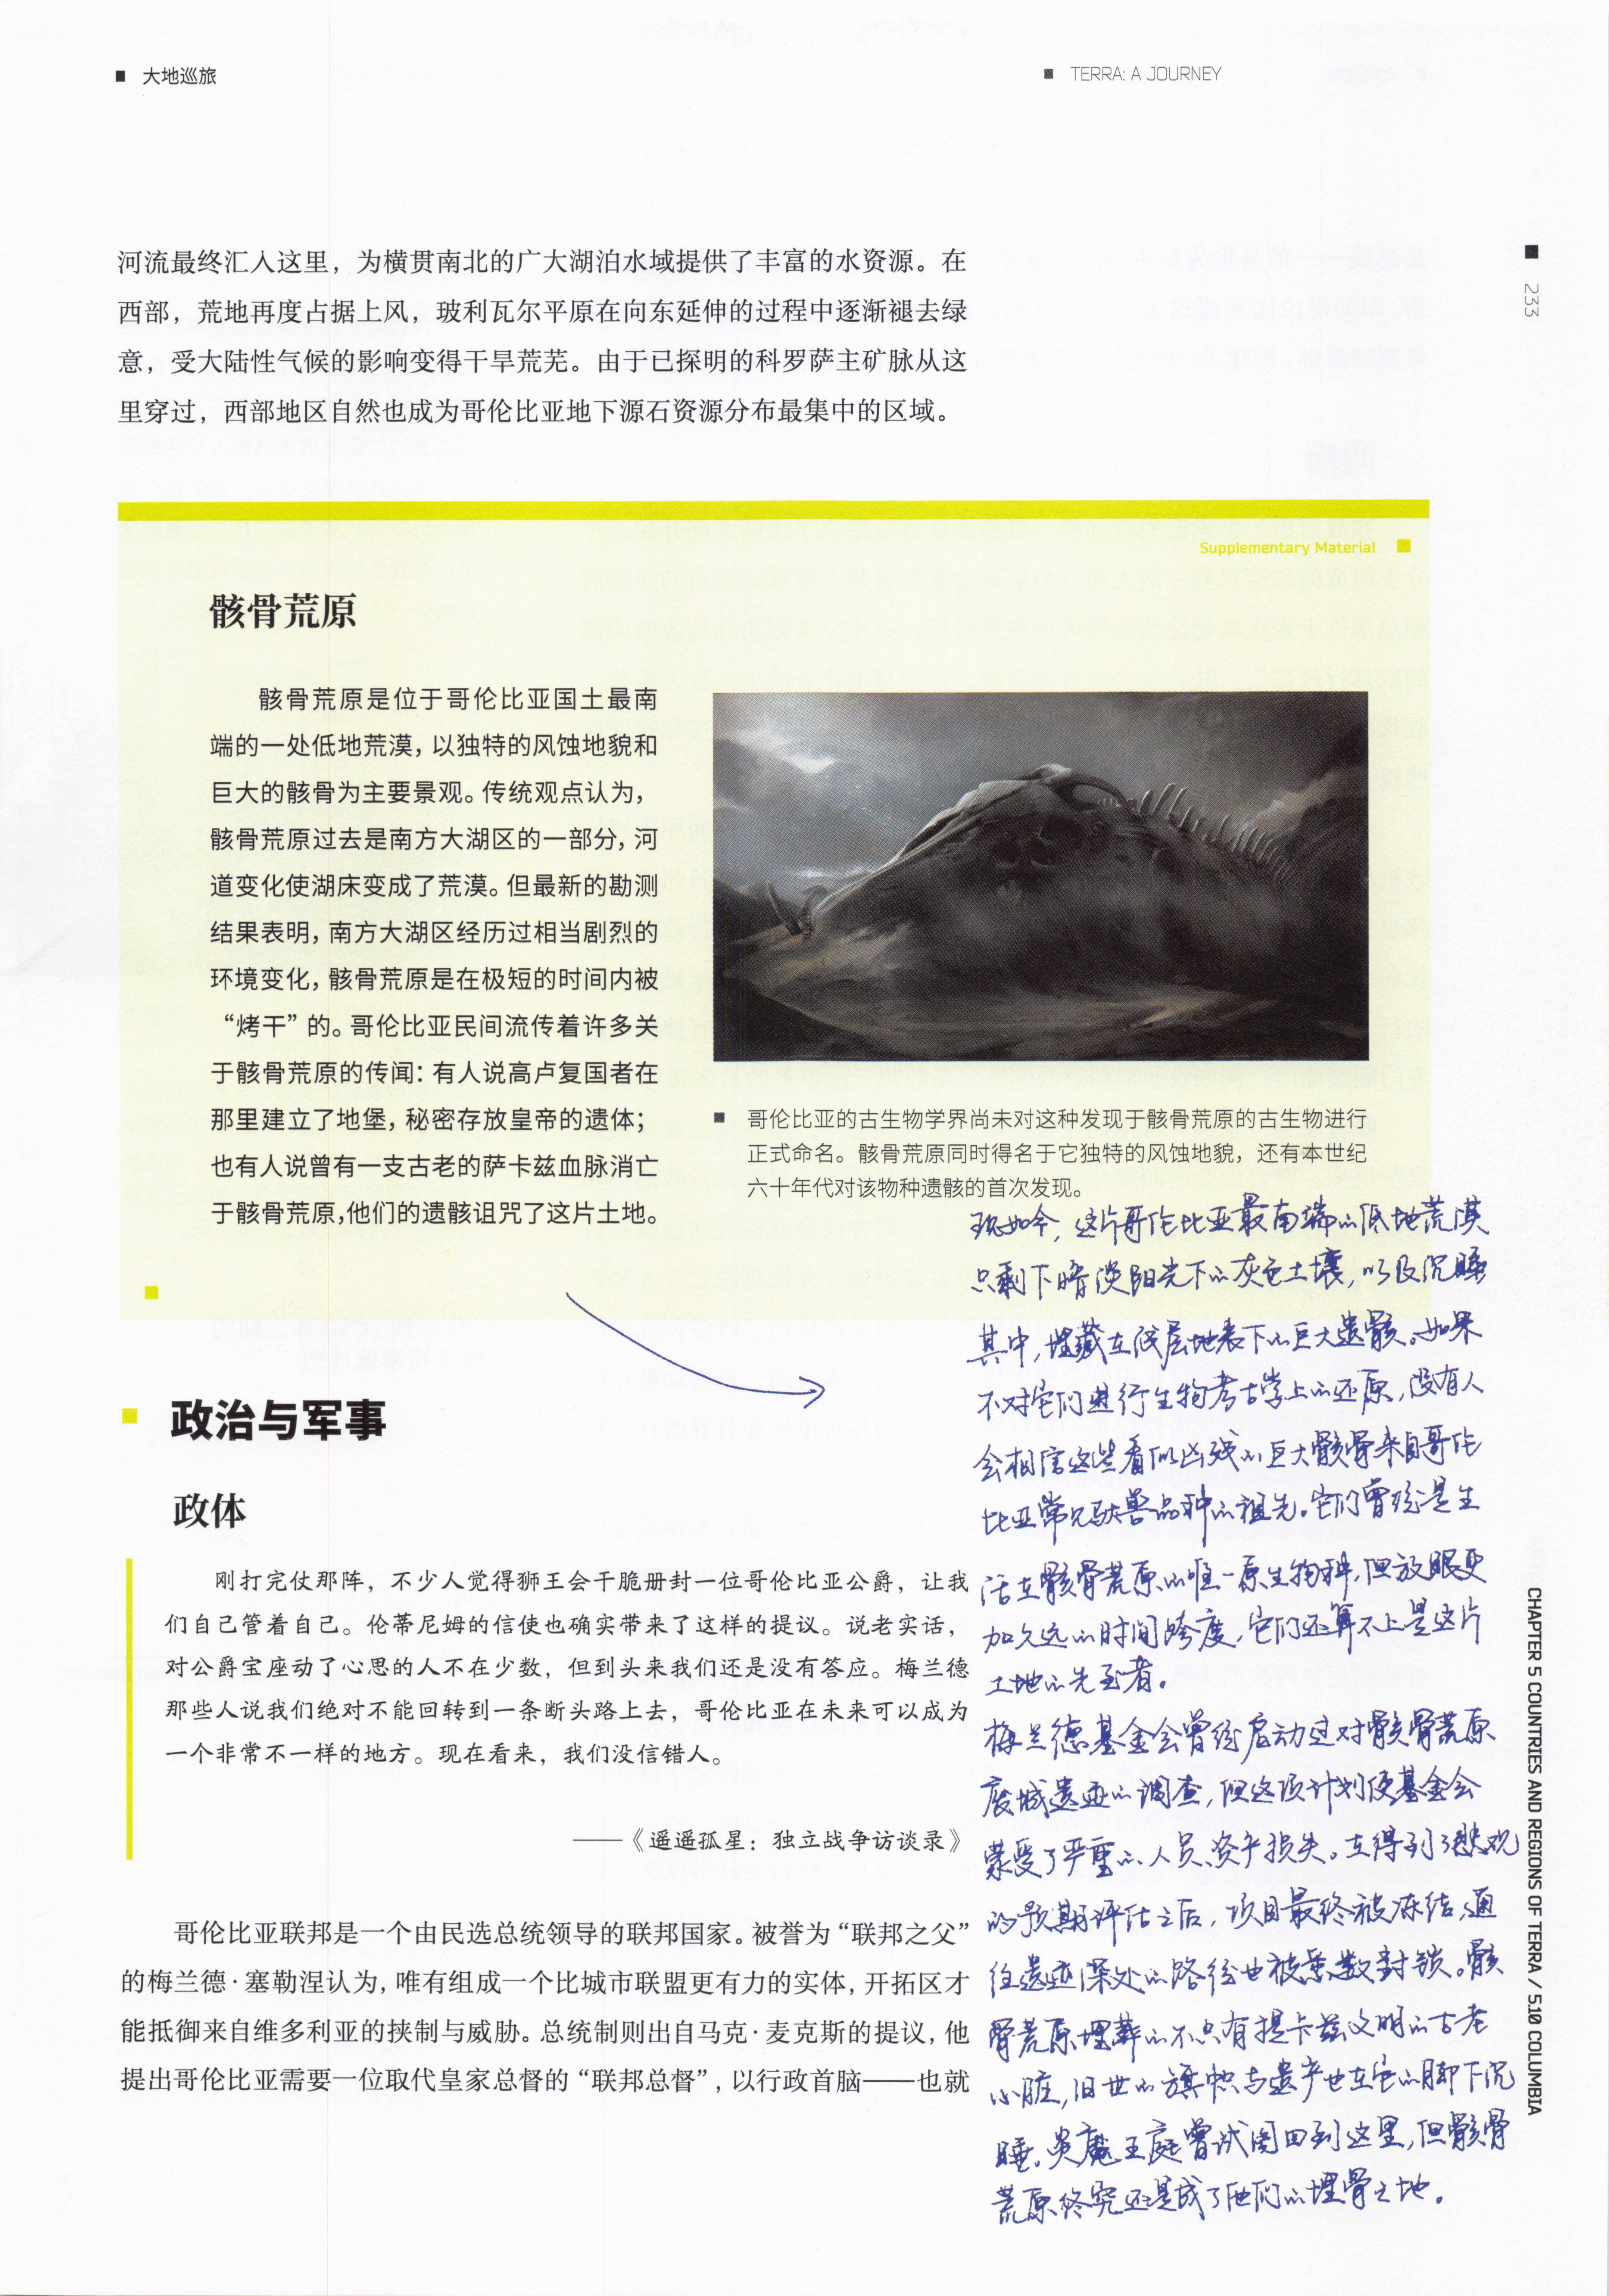 大地巡旅
TERRA: A JOURNEY
233
河流最终汇入这里，为横贯南北的广大湖泊水域提供了丰富的水资源。在
西部，荒地再度占据上风，玻利瓦尔平原在向东延伸的过程中逐渐褪去绿
意，受大陆性气候的影响变得干旱荒芜。由于已探明的科罗萨主矿脉从这
里穿过，西部地区自然也成为哥伦比亚地下源石资源分布最集中的区域。
Supplementary Material
骸骨荒原
骸骨荒原是位于哥伦比亚国土最南
端的一处低地荒漠，以独特的风蚀地貌和
巨大的骸骨为主要景观。传统观点认为，
骸骨荒原过去是南方大湖区的一部分，河
道变化使湖床变成了荒漠。但最新的勘测
结果表明，南方大湖区经历过相当剧烈的
环境变化，骸骨荒原是在极短的时间内被
“烤干”的。哥伦比亚民间流传着许多关
于骸骨荒原的传闻：有人说高卢复国者在
那里建立了地堡，秘密存放皇帝的遗体；
也有人说曾有一支古老的萨卡兹血脉消亡
于骸骨荒原，他们的遗骸诅咒了这片土地。
哥伦比亚的古生物学界尚未对这种发现于骸骨荒原的古生物进行
正式命名。骸骨荒原同时得名于它独特的风蚀地貌，还有本世纪
六十年代对该物种遗骸的首次发现。
现如今，这片哥伦比亚最南端的低地荒漠
只剩下暗淡阳光下的灰色土壤，以及沉睡
其中，埋藏在浅层地表下的巨大遗骸。如果
不对它们进行生物考古学上的还原，没有人
会相信这些看似凶残的巨大骸骨来自哥伦
比亚常见驮兽品种的祖先。它们曾经是生
活在骸骨荒原的唯一原生物种，但放眼更
加久远的时间跨度，它们还算不上是这片
土地的先至者。
梅兰德基金会曾经启动过对骸骨荒原
废城遗迹的调查，但这项计划使基金会
蒙受了严重的人员、资产损失。在得到了悲观
的预期评估之后，项目最终被冻结，通
往遗迹深处的路径也被悉数封锁。骸
骨荒原埋葬的不只有提卡兹文明的古老
心脏，旧世的旗帜与遗产也在它的脚下沉
睡。炎魔王庭曾试图回到这里，但骸骨
荒原终究还是成了他们的埋骨之地。
政治与军事
政体
刚打完仗那阵，不少人觉得狮王会干脆册封一位哥伦比亚公爵，让我
们自己管着自己。伦蒂尼姆的信使也确实带来了这样的提议。说老实话，
对公爵宝座动了心思的人不在少数，但到头来我们还是没有答应。梅兰德
那些人说我们绝对不能回转到一条断头路上去，哥伦比亚在未来可以成为
一个非常不一样的地方。现在看来，我们没信错人。
——《遥遥孤星：独立战争访谈录》
哥伦比亚联邦是一个由民选总统领导的联邦国家。被誉为“联邦之父”
的梅兰德·塞勒涅认为，唯有组成一个比城市联盟更有力的实体，开拓区才
能抵御来自维多利亚的挟制与威胁。总统制则出自马克·麦克斯的提议，他
提出哥伦比亚需要一位取代皇家总督的“联邦总督”，以行政首脑——也就
CHAPTER 5 COUNTRIES AND REGIONS OF TERRA / 5.10 COLUMBIA